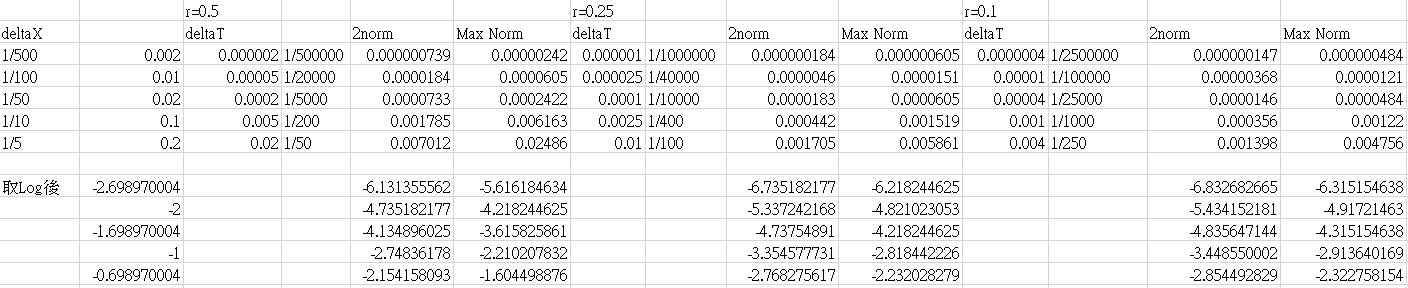 r=0.5 r=0.25 r=0.1
deltaX deltaT 2norm Max Norm deltaT 2norm Max Norm deltaT 2norm Max Norm
1/500 0.002 0.000002 1/500000 0.000000739 0.00000242 0.000001 1/1000000 0.000000184 0.000000605 0.0000004 1/2500000 0.000000147 0.000000484
1/100 0.01 0.00005 1/20000 0.0000184 0.0000605 0.000025 1/40000 0.0000046 0.0000151 0.00001 1/100000 0.00000368 0.0000121
1/50 0.02 0.0002 1/5000 0.0000733 0.0002422 0.0001 1/10000 0.0000183 0.0000605 0.00004 1/25000 0.0000146 0.0000484
1/10 0.1 0.005 1/200 0.001785 0.006163 0.0025 1/400 0.000442 0.001519 0.001 1/1000 0.000356 0.00122
1/5 0.2 0.02 1/50 0.007012 0.02486 0.01 1/100 0.001705 0.005861 0.004 1/250 0.001398 0.004756
取Log後 -2.698970004 -6.131355562 -5.616184634 -6.735182177 -6.218244625 -6.832682665 -6.315154638
-2 -4.735182177 -4.218244625 -5.337242168 -4.821023053 -5.434152181 -4.91721463
-1.698970004 -4.134896025 -3.615825861 -4.73754891 -4.218244625 -4.835647144 -4.315154638
-1 -2.74836178 -2.210207832 -3.354577731 -2.818442226 -3.448550002 -2.913640169
-0.698970004 -2.154158093 -1.604498876 -2.768275617 -2.232028279 -2.854492829 -2.322758154